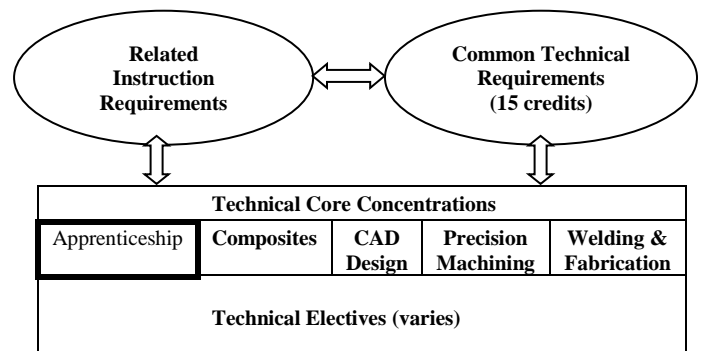 Related
Instruction
Requirements
Common Technical
Requirements
(15 credits)
Technical Core Concentrations
Apprenticeship
Composites
CAD
Design
Precision
Machining
Welding &
Fabrication
Technical Electives (varies)